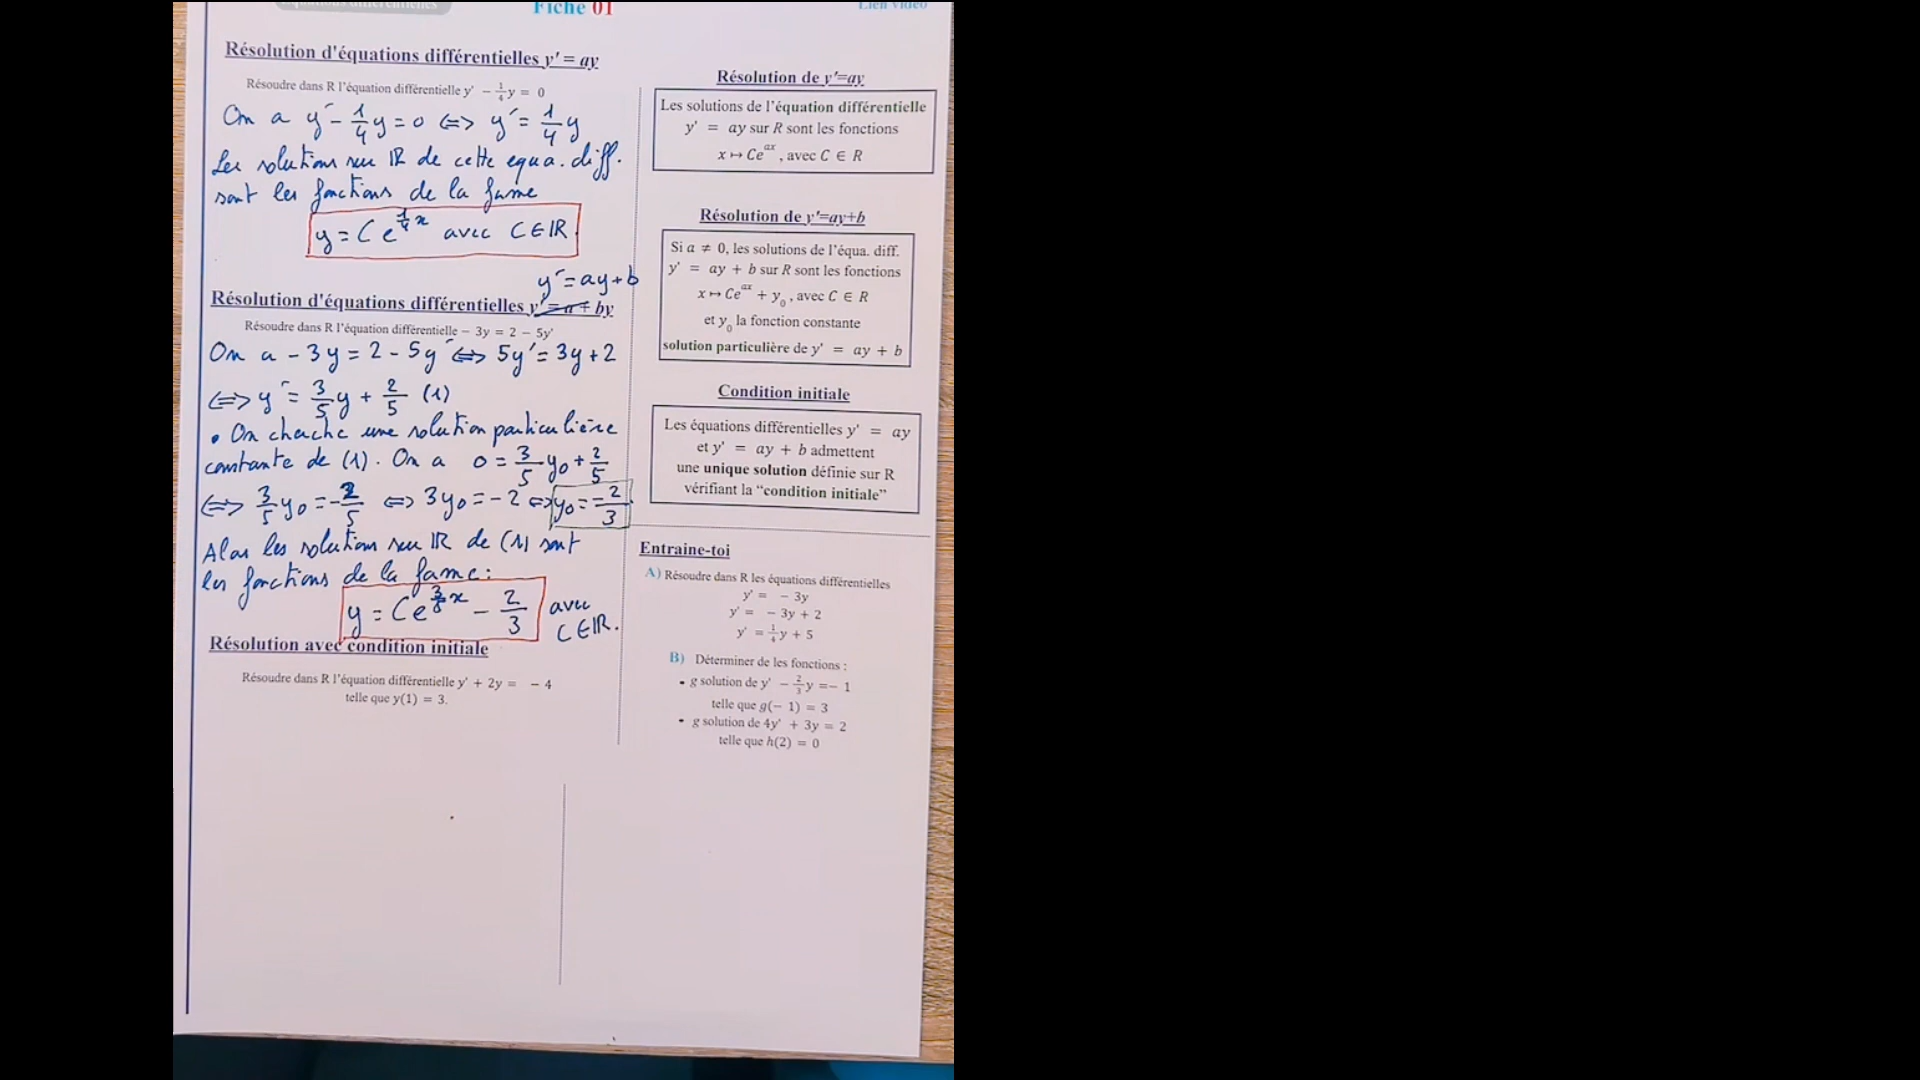 Fiche 01
Lien vidéo
Résolution d'équations différentielles y' = ay
Résoudre dans R l'équation différentielle y' − 1/4 y = 0
On a y' − 1/4 y = 0 <=> y' = 1/4 y
Les solutions sur IR de cette equa. diff.
sont les fonctions de la forme
y = C e^(1/4 x) avec C ∈ IR.
y' = ay + b
Résolution d'équations différentielles y' = a + by
Résoudre dans R l'équation différentielle − 3y = 2 − 5y'
On a − 3y = 2 − 5y' <=> 5y' = 3y + 2
<=> y' = 3/5 y + 2/5 (1)
• On cherche une solution particulière
constante de (1). On a 0 = 3/5 y₀ + 2/5
<=> 3/5 y₀ = −2/5 <=> 3y₀ = −2 <=> y₀ = −2/3
Alors les solutions sur IR de (1) sont
les fonctions de la forme :
y = C e^(3/5 x) − 2/3 avec
C ∈ IR.
Résolution avec condition initiale
Résoudre dans R l'équation différentielle y' + 2y = − 4
telle que y(1) = 3.
Résolution de y'=ay
Les solutions de l'équation différentielle
y' = ay sur R sont les fonctions
x ↦ Ce^(ax) , avec C ∈ R
Résolution de y'=ay+b
Si a ≠ 0, les solutions de l'équa. diff.
y' = ay + b sur R sont les fonctions
x ↦ Ce^(ax) + y₀ , avec C ∈ R
et y₀ la fonction constante
solution particulière de y' = ay + b
Condition initiale
Les équations différentielles y' = ay
et y' = ay + b admettent
une unique solution définie sur R
vérifiant la "condition initiale"
Entraine-toi
A) Résoudre dans R les équations différentielles
y' = − 3y
y' = − 3y + 2
y' = 1/4 y + 5
B) Déterminer de les fonctions :
• g solution de y' − 2/3 y = − 1
telle que g(− 1) = 3
• g solution de 4y' + 3y = 2
telle que h(2) = 0